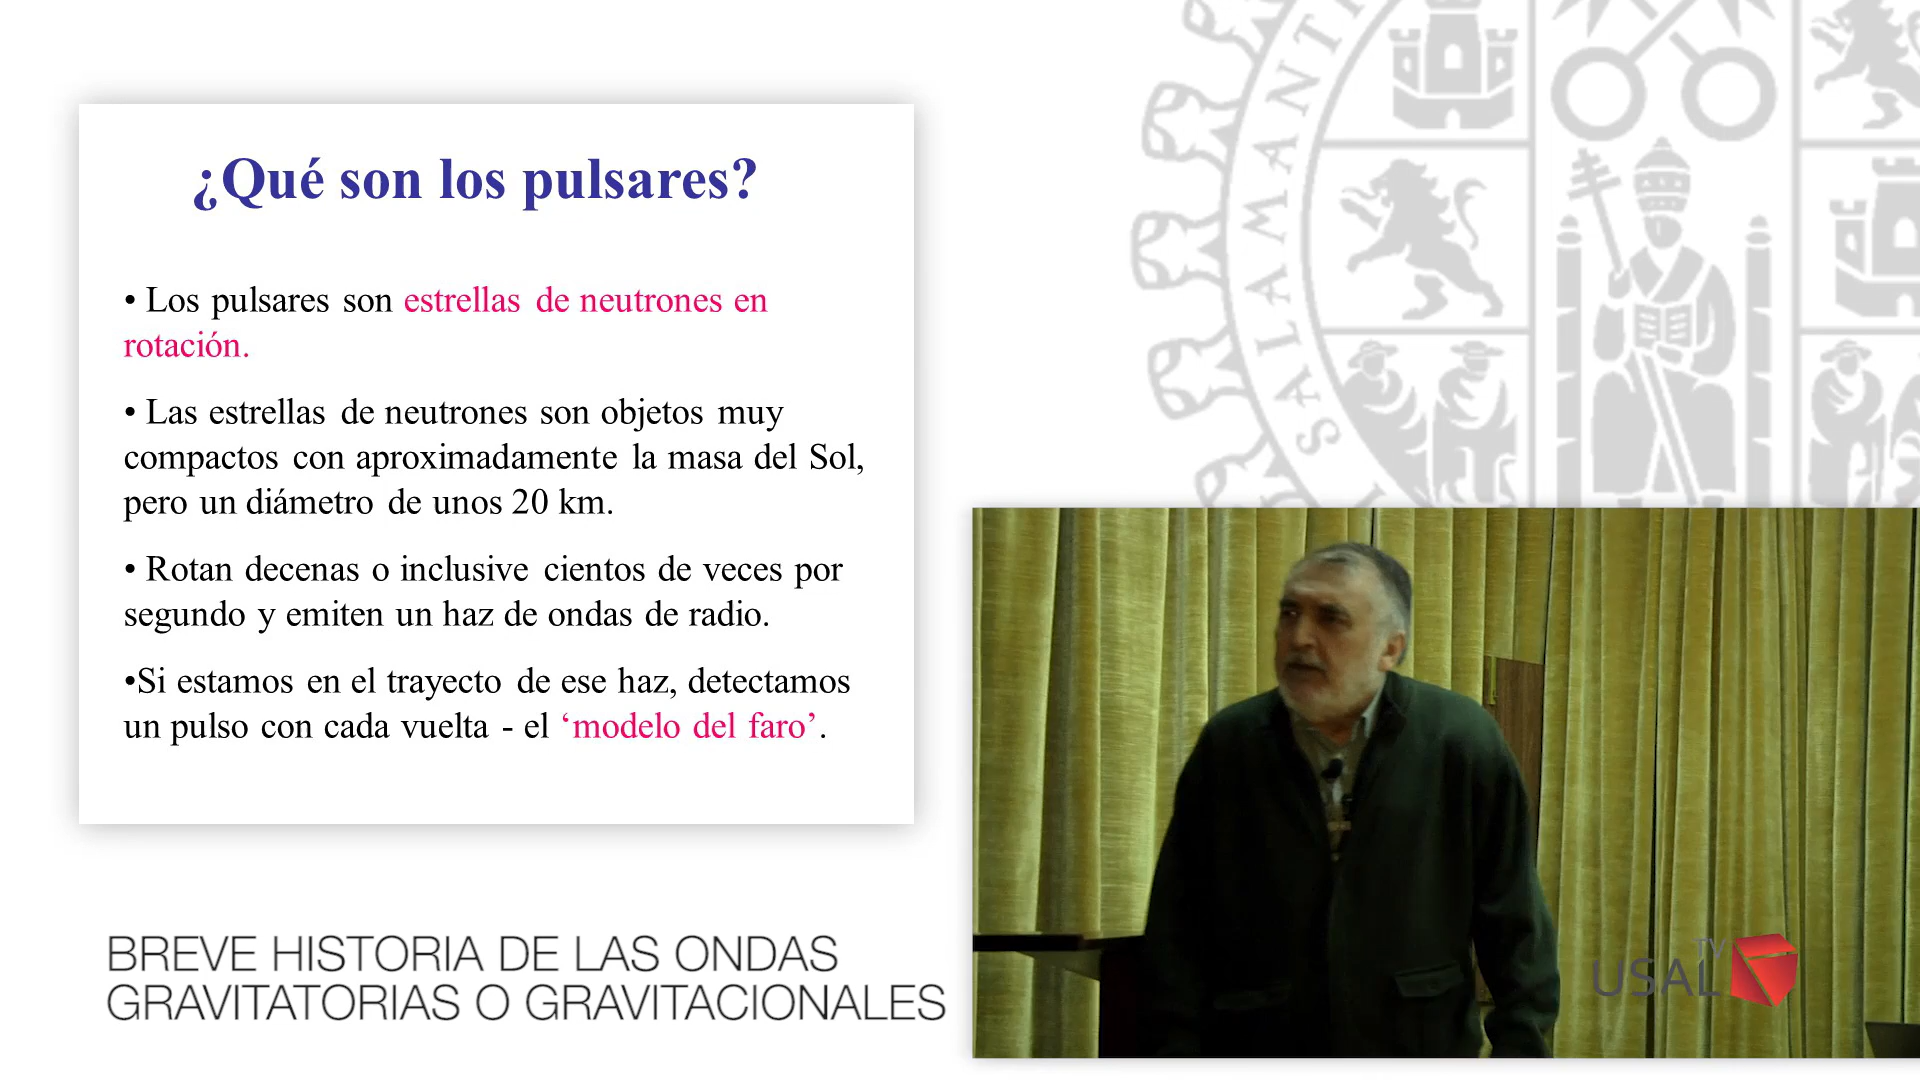 ¿Qué son los pulsares?
• Los pulsares son estrellas de neutrones en
rotación.
• Las estrellas de neutrones son objetos muy
compactos con aproximadamente la masa del Sol,
pero un diámetro de unos 20 km.
• Rotan decenas o inclusive cientos de veces por
segundo y emiten un haz de ondas de radio.
•Si estamos en el trayecto de ese haz, detectamos
un pulso con cada vuelta - el ‘modelo del faro’.
BREVE HISTORIA DE LAS ONDAS
GRAVITATORIAS O GRAVITACIONALES
SALAMANTI
USAL TV